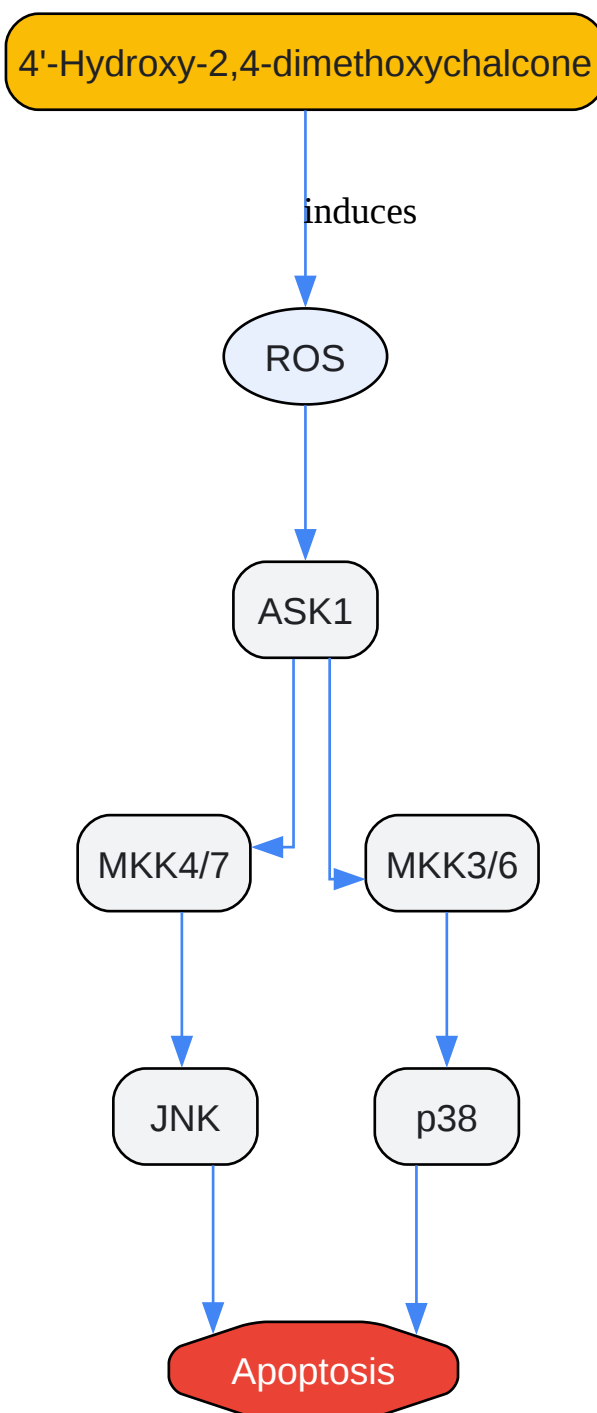 4'-Hydroxy-2,4-dimethoxychalcone
induces
ROS
ASK1
MKK4/7
MKK3/6
JNK
p38
Apoptosis